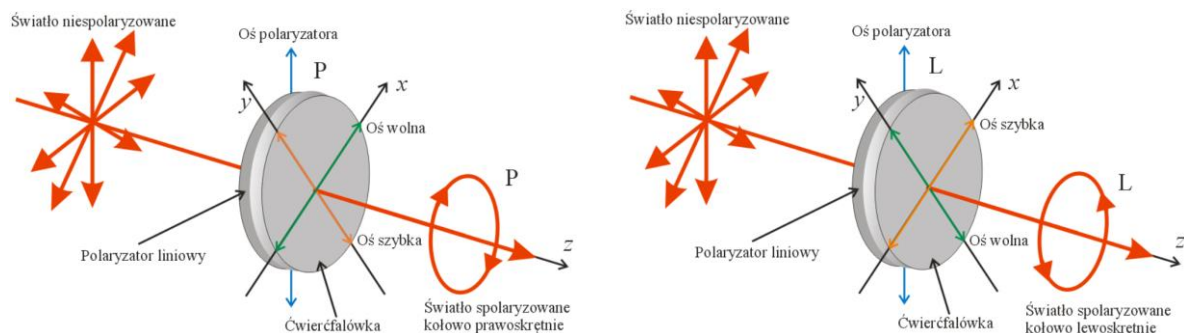 Światło niespolaryzowane
Oś polaryzatora
P
y
x
Oś wolna
P
Oś szybka
Polaryzator liniowy
z
Ćwierćfalówka
Światło spolaryzowane
kołowo prawoskrętnie
Światło niespolaryzowane
Oś polaryzatora
L
y
x
Oś szybka
L
Oś wolna
Polaryzator liniowy
z
Ćwierćfalówka
Światło spolaryzowane
kołowo lewoskrętnie